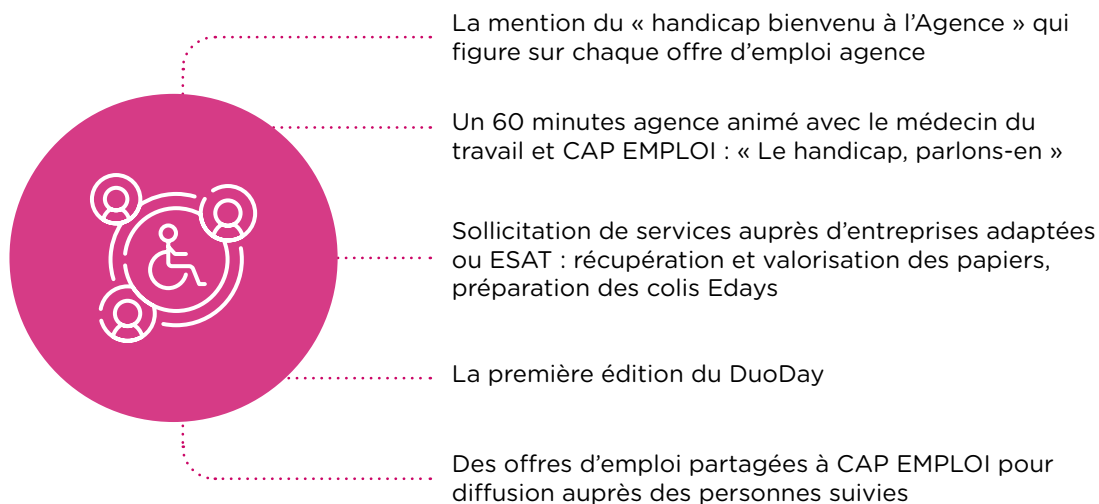 La mention du « handicap bienvenu à l’Agence » qui
figure sur chaque offre d’emploi agence
Un 60 minutes agence animé avec le médecin du
travail et CAP EMPLOI : « Le handicap, parlons-en »
Sollicitation de services auprès d’entreprises adaptées
ou ESAT : récupération et valorisation des papiers,
préparation des colis Edays
La première édition du DuoDay
Des offres d’emploi partagées à CAP EMPLOI pour
diffusion auprès des personnes suivies